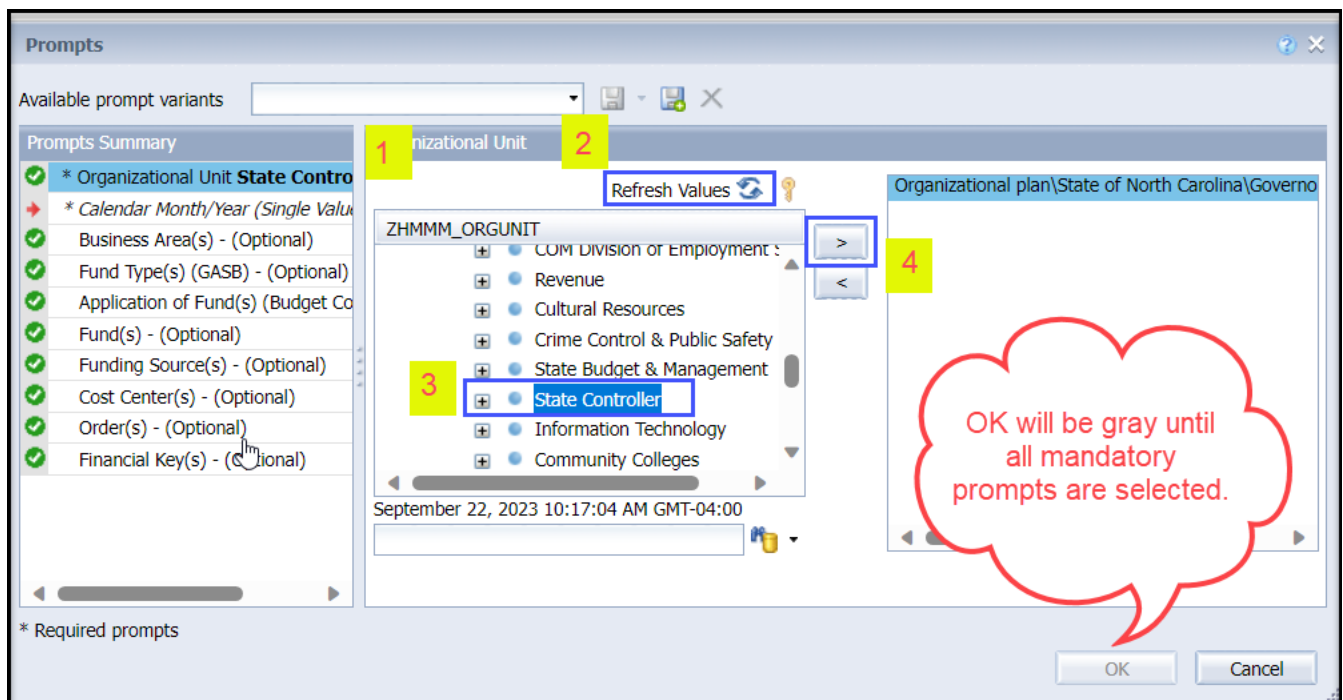 Prompts
Available prompt variants
Prompts Summary
* Organizational Unit State Contro
* Calendar Month/Year (Single Valu
Business Area(s) - (Optional)
Fund Type(s) (GASB) - (Optional)
Application of Fund(s) (Budget Co
Fund(s) - (Optional)
Funding Source(s) - (Optional)
Cost Center(s) - (Optional)
Order(s) - (Optional)
Financial Key(s) - (
tional)
1
nizational Unit
2
Refresh Values
ZHMMM_ORGUNIT
COM Division of Employment S
Revenue
Cultural Resources
Crime Control & Public Safety
State Budget & Management
3
State Controller
Information Technology
Community Colleges
September 22, 2023 10:17:04 AM GMT-04:00
>
<
4
Organizational plan\State of North Carolina\Governo
OK will be gray until
all mandatory
prompts are selected.
* Required prompts
OK
Cancel